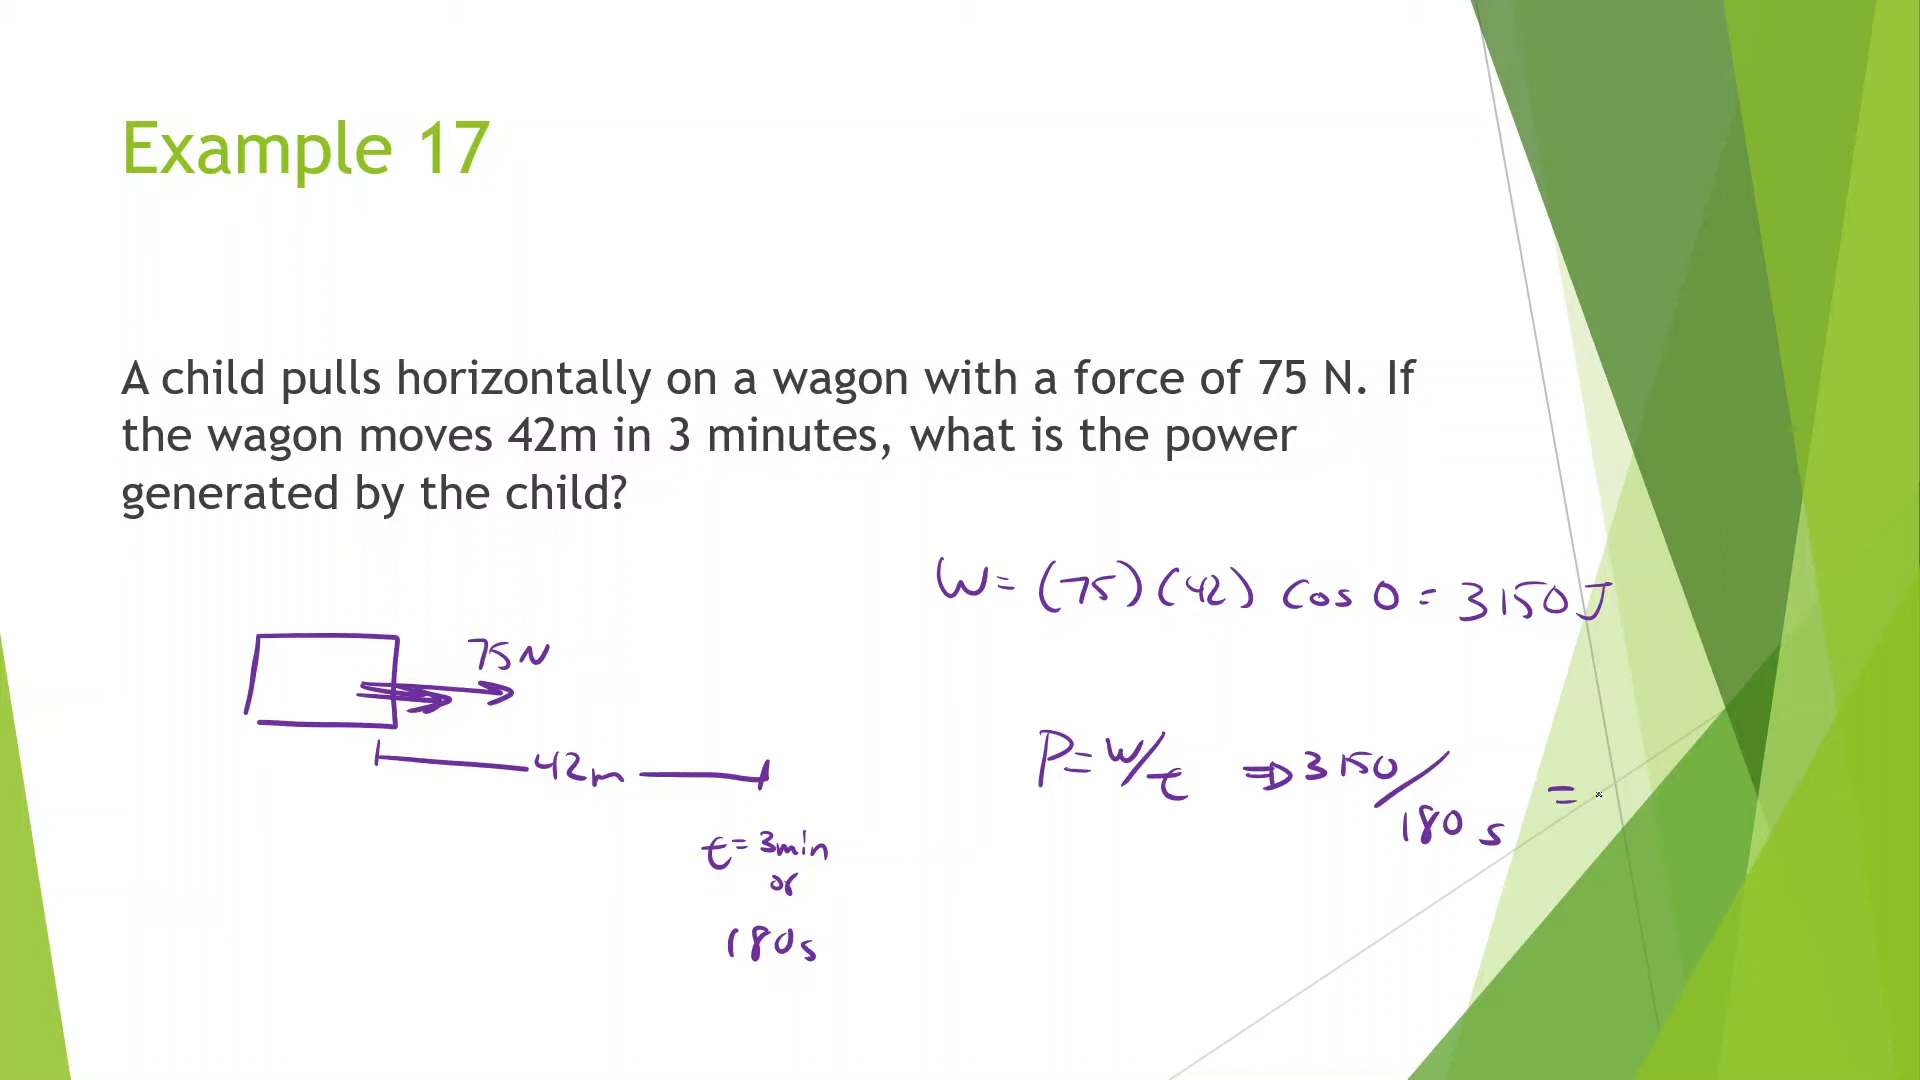 Example 17
A child pulls horizontally on a wagon with a force of 75 N. If
the wagon moves 42m in 3 minutes, what is the power
generated by the child?
W = (75)(42) cos 0 = 3150 J
75 N
42m
P = W/t ⇒ 3150/180 s =
t = 3min
or
180s